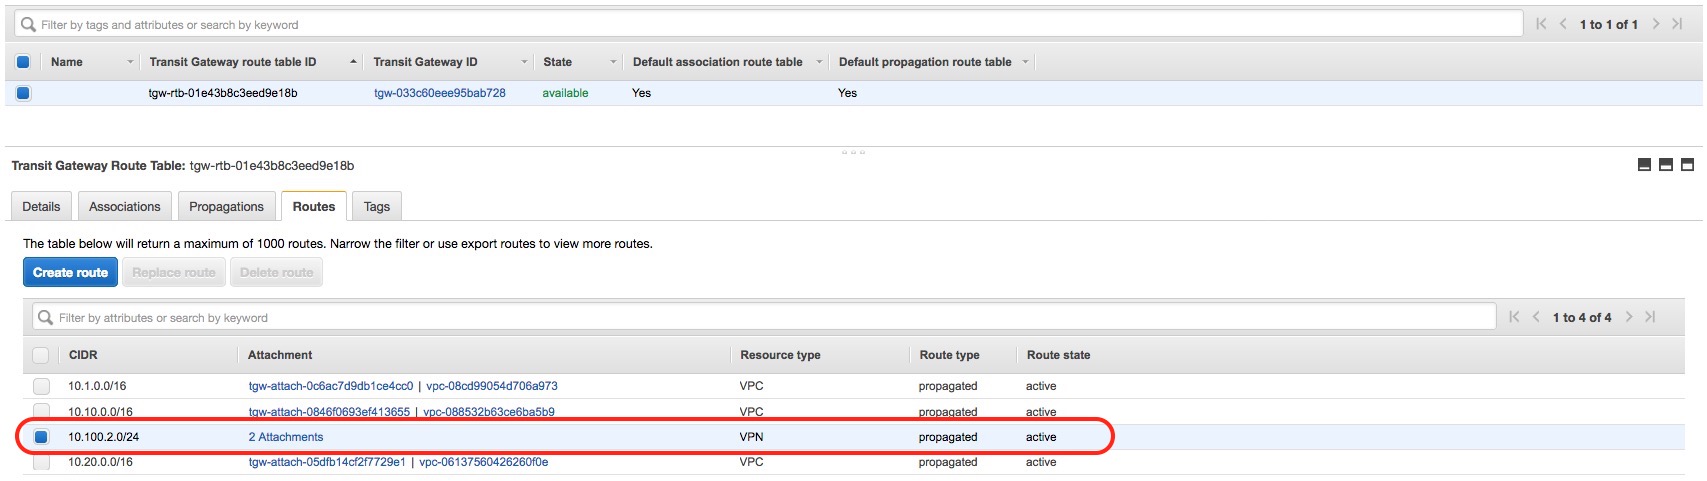 Filter by tags and attributes or search by keyword
1 to 1 of 1
Name Transit Gateway route table ID Transit Gateway ID State Default association route table Default propagation route table
tgw-rtb-01e43b8c3eed9e18b tgw-033c60eee95bab728 available Yes Yes
Transit Gateway Route Table: tgw-rtb-01e43b8c3eed9e18b
Details Associations Propagations Routes Tags
The table below will return a maximum of 1000 routes. Narrow the filter or use export routes to view more routes.
Create route Replace route Delete route
Filter by attributes or search by keyword
1 to 4 of 4
CIDR Attachment Resource type Route type Route state
10.1.0.0/16 tgw-attach-0c6ac7d9db1ce4cc0 | vpc-08cd99054d706a973 VPC propagated active
10.10.0.0/16 tgw-attach-0846f0693ef413655 | vpc-088532b63ce6ba5b9 VPC propagated active
10.100.2.0/24 2 Attachments VPN propagated active
10.20.0.0/16 tgw-attach-05dfb14cf2f7729e1 | vpc-06137560426260f0e VPC propagated active